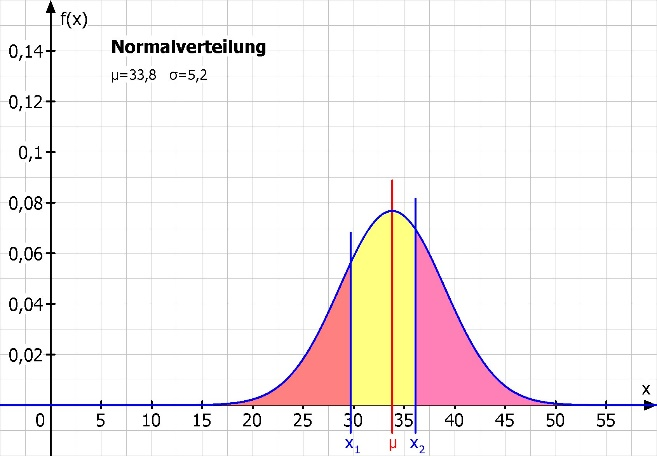 f(x)
0,14
Normalverteilung
μ=33,8 σ=5,2
0,12
0,1
0,08
0,06
0,04
0,02
x
0 5 10 15 20 25 30 35 40 45 50 55
x₁ μ x₂